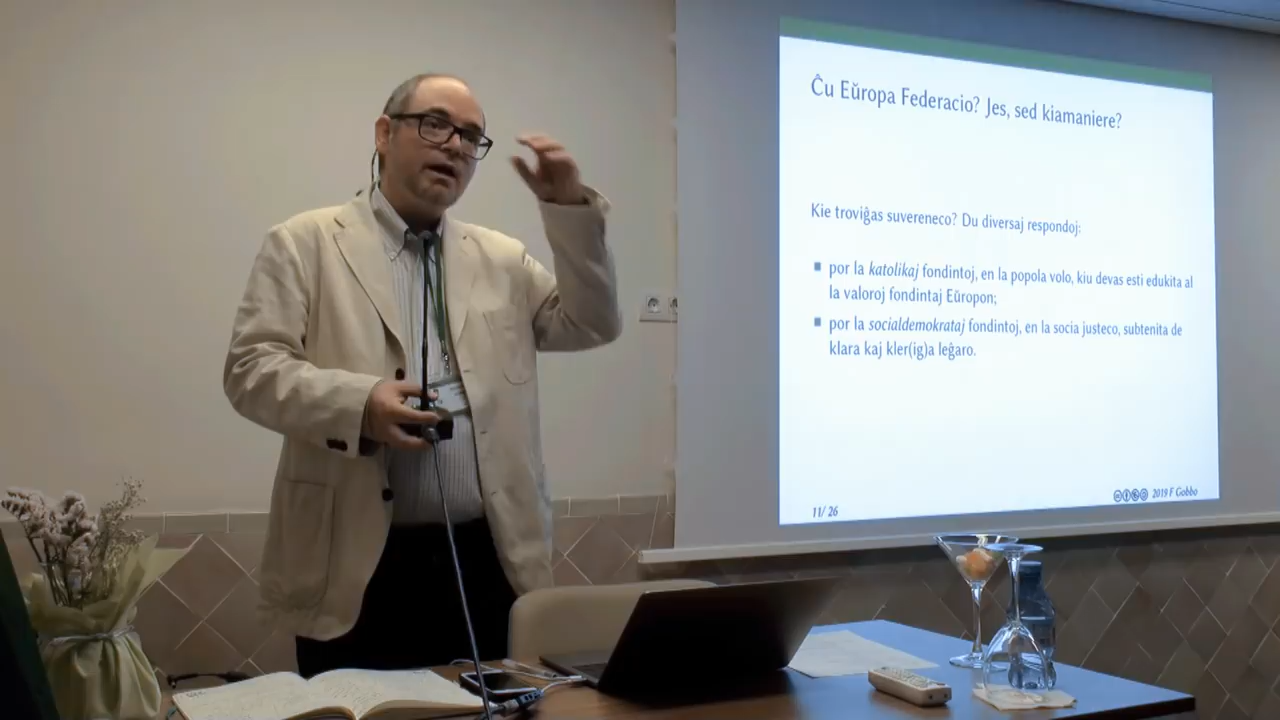 Ĉu Eŭropa Federacio? Jes, sed kiamaniere?
Kie troviĝas suvereneco? Du diversaj respondoj:
por la katolikaj fondintoj, en la popola volo, kiu devas esti edukita al
la valoroj fondintaj Eŭropon;
por la socialdemokrataj fondintoj, en la socia justeco, subtenita de
klara kaj kler(ig)a leĝaro.
11/ 26
2019 F Gobbo